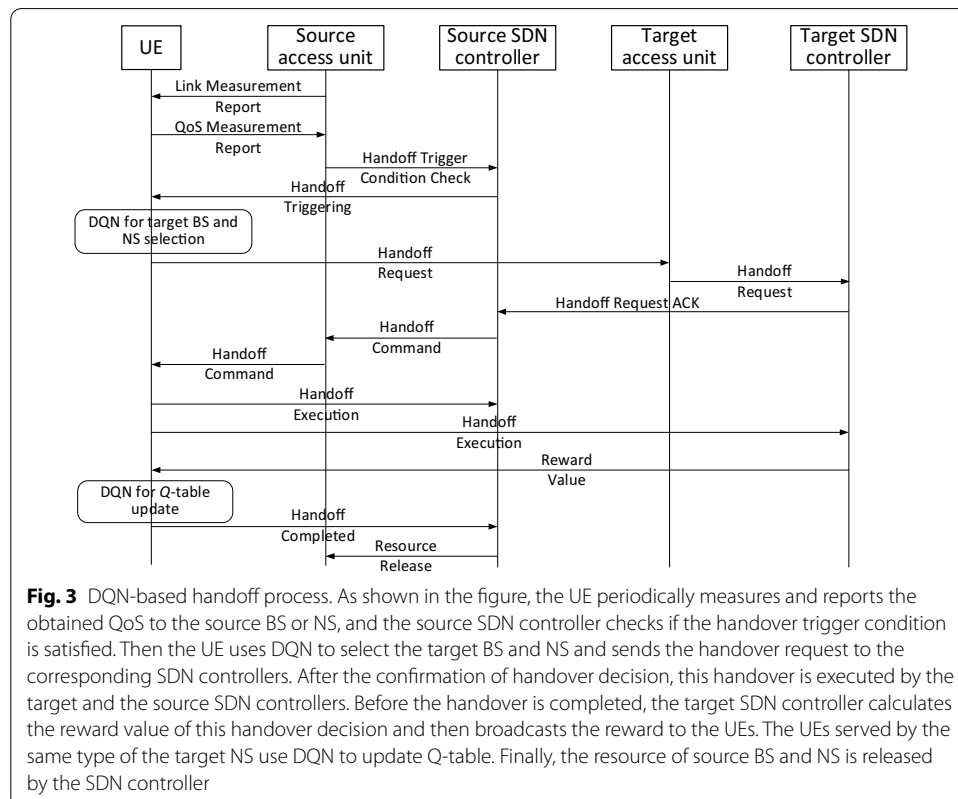 UE
Source
access unit
Source SDN
controller
Target
access unit
Target SDN
controller
Link Measurement
Report
QoS Measurement
Report
Handoff Trigger
Condition Check
Handoff
Triggering
DQN for target BS and
NS selection
Handoff
Request
Handoff
Request
Handoff Request ACK
Handoff
Command
Handoff
Command
Handoff
Execution
Handoff
Execution
Reward
Value
DQN for Q-table
update
Handoff
Completed
Resource
Release
Fig. 3 DQN-based handoff process. As shown in the figure, the UE periodically measures and reports the
obtained QoS to the source BS or NS, and the source SDN controller checks if the handover trigger condition
is satisfied. Then the UE uses DQN to select the target BS and NS and sends the handover request to the
corresponding SDN controllers. After the confirmation of handover decision, this handover is executed by the
target and the source SDN controllers. Before the handover is completed, the target SDN controller calculates
the reward value of this handover decision and then broadcasts the reward to the UEs. The UEs served by the
same type of the target NS use DQN to update Q-table. Finally, the resource of source BS and NS is released
by the SDN controller